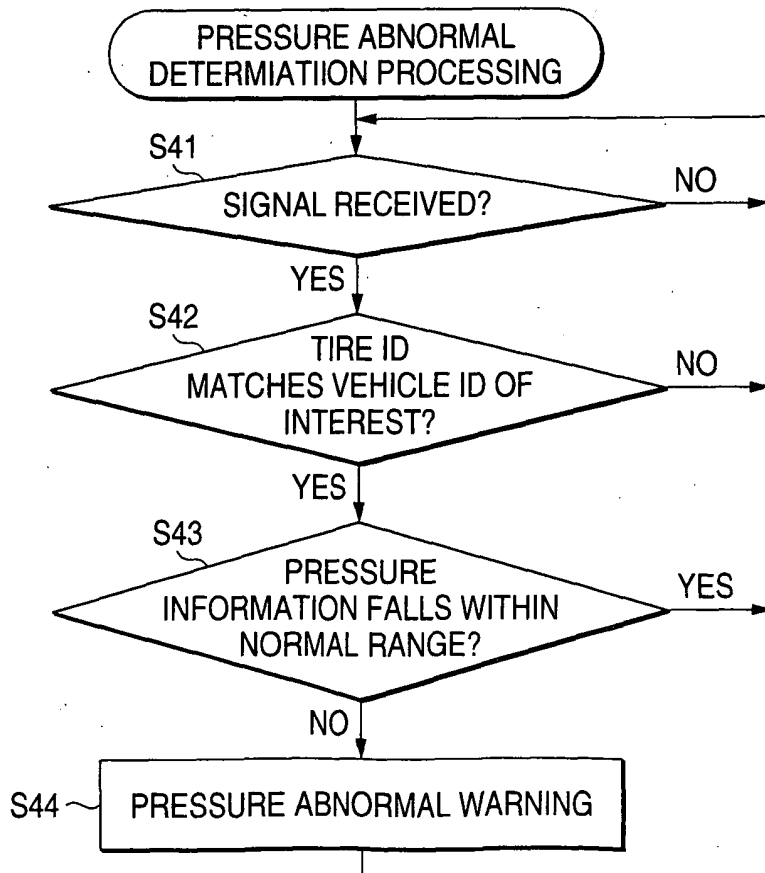 PRESSURE ABNORMAL
DETERMIATIION PROCESSING
S41
SIGNAL RECEIVED?
NO
YES
S42
TIRE ID
MATCHES VEHICLE ID OF
INTEREST?
NO
YES
S43
PRESSURE
INFORMATION FALLS WITHIN
NORMAL RANGE?
YES
NO
S44
PRESSURE ABNORMAL WARNING